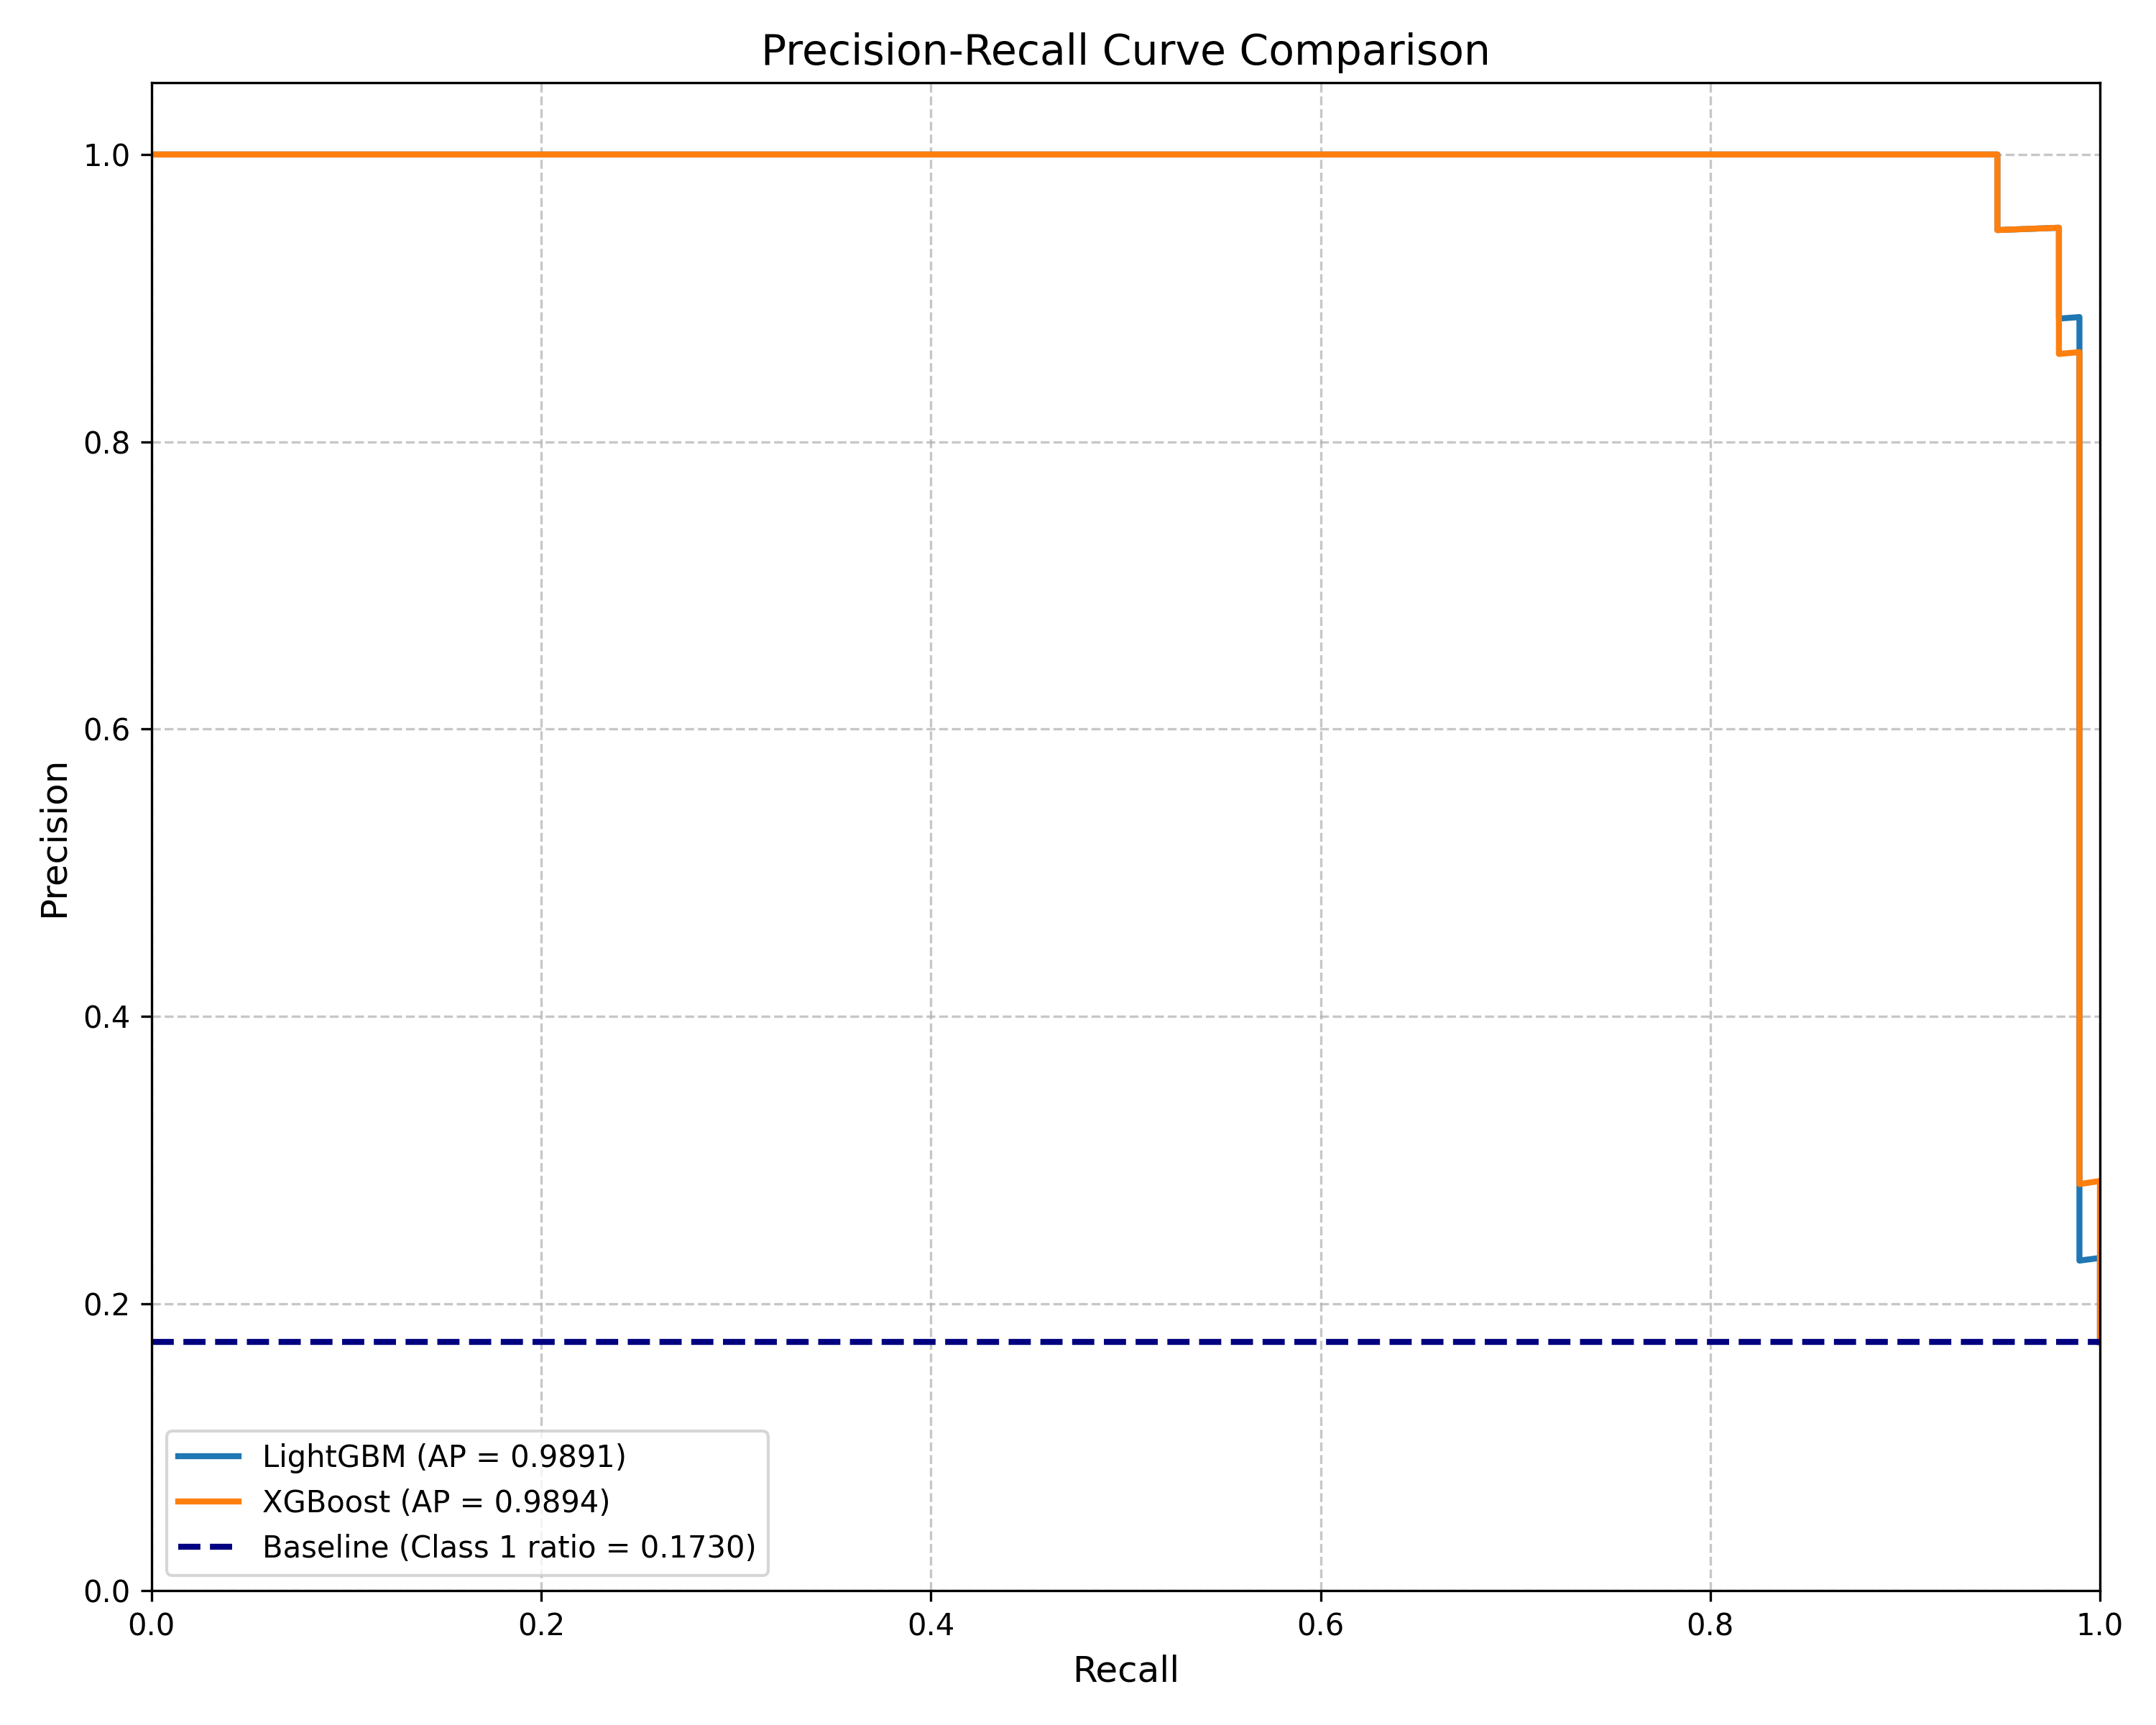 Precision-Recall Curve Comparison
1.0
0.8
0.6
0.4
0.2
0.0
Precision
LightGBM (AP = 0.9891)
XGBoost (AP = 0.9894)
Baseline (Class 1 ratio = 0.1730)
0.0 0.2 0.4 0.6 0.8 1.0
Recall